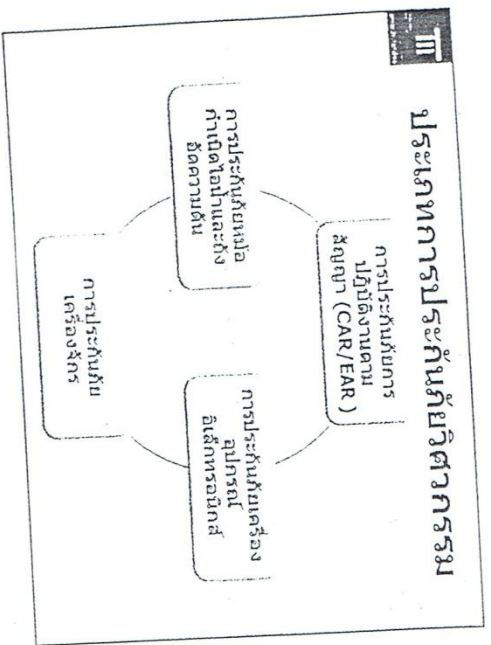 ประเภทการประกันภัยวิศวกรรม
การประกันภัยการ
ปฏิบัติงานตาม
สัญญา (CAR/EAR )
การประกันภัยหม้อ
กำเนิดไอน้ำและถัง
อัดความดัน
การประกันภัยเครื่อง
อุปกรณ์
อิเล็กทรอนิกส์
การประกันภัย
เครื่องจักร